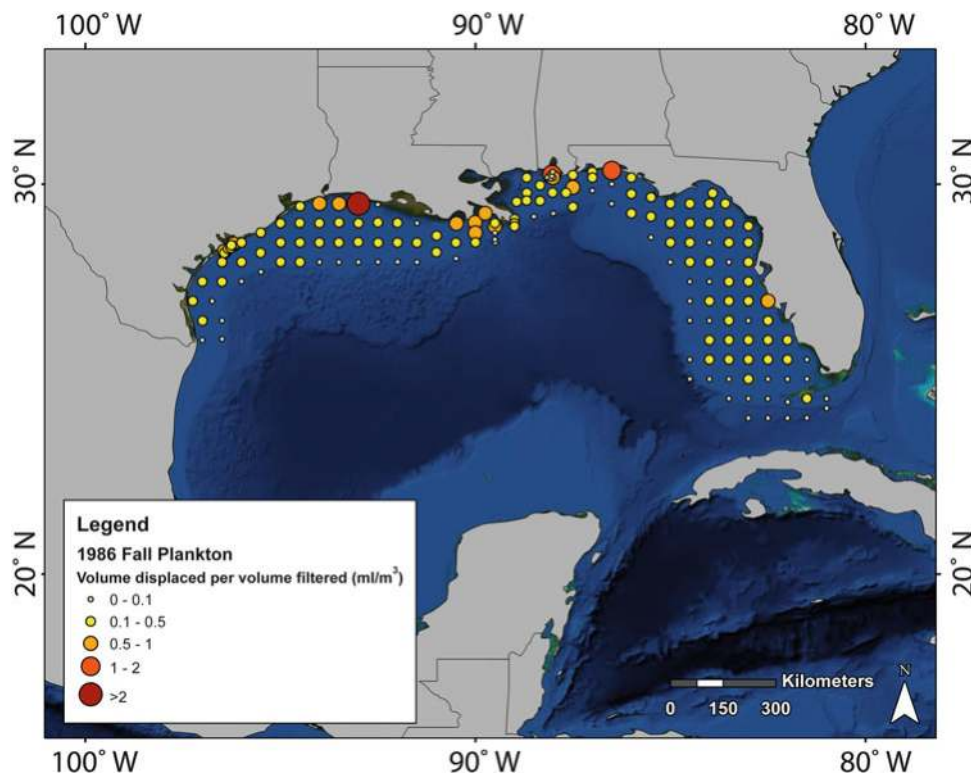 100° W 90° W 80° W
30° N 30° N
20° N 20° N
Legend
1986 Fall Plankton
Volume displaced per volume filtered (ml/m³)
0 - 0.1
0.1 - 0.5
0.5 - 1
1 - 2
>2
N
Kilometers
0 150 300
100° W 90° W 80° W